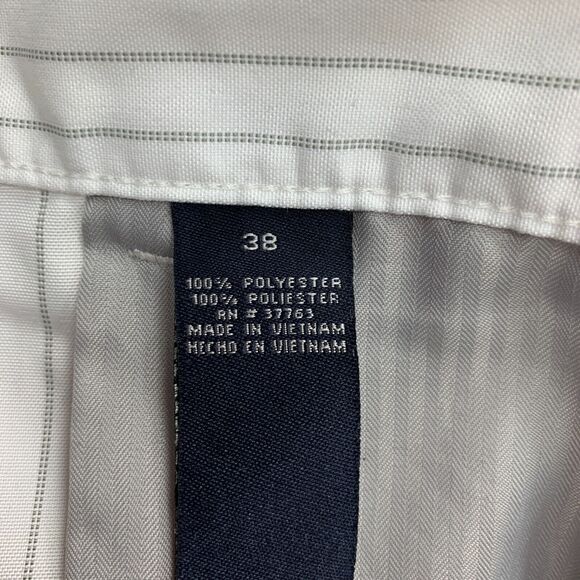 38
100% POLYESTER
100% POLIESTER
RN # 37763
MADE IN VIETNAM
HECHO EN VIETNAM